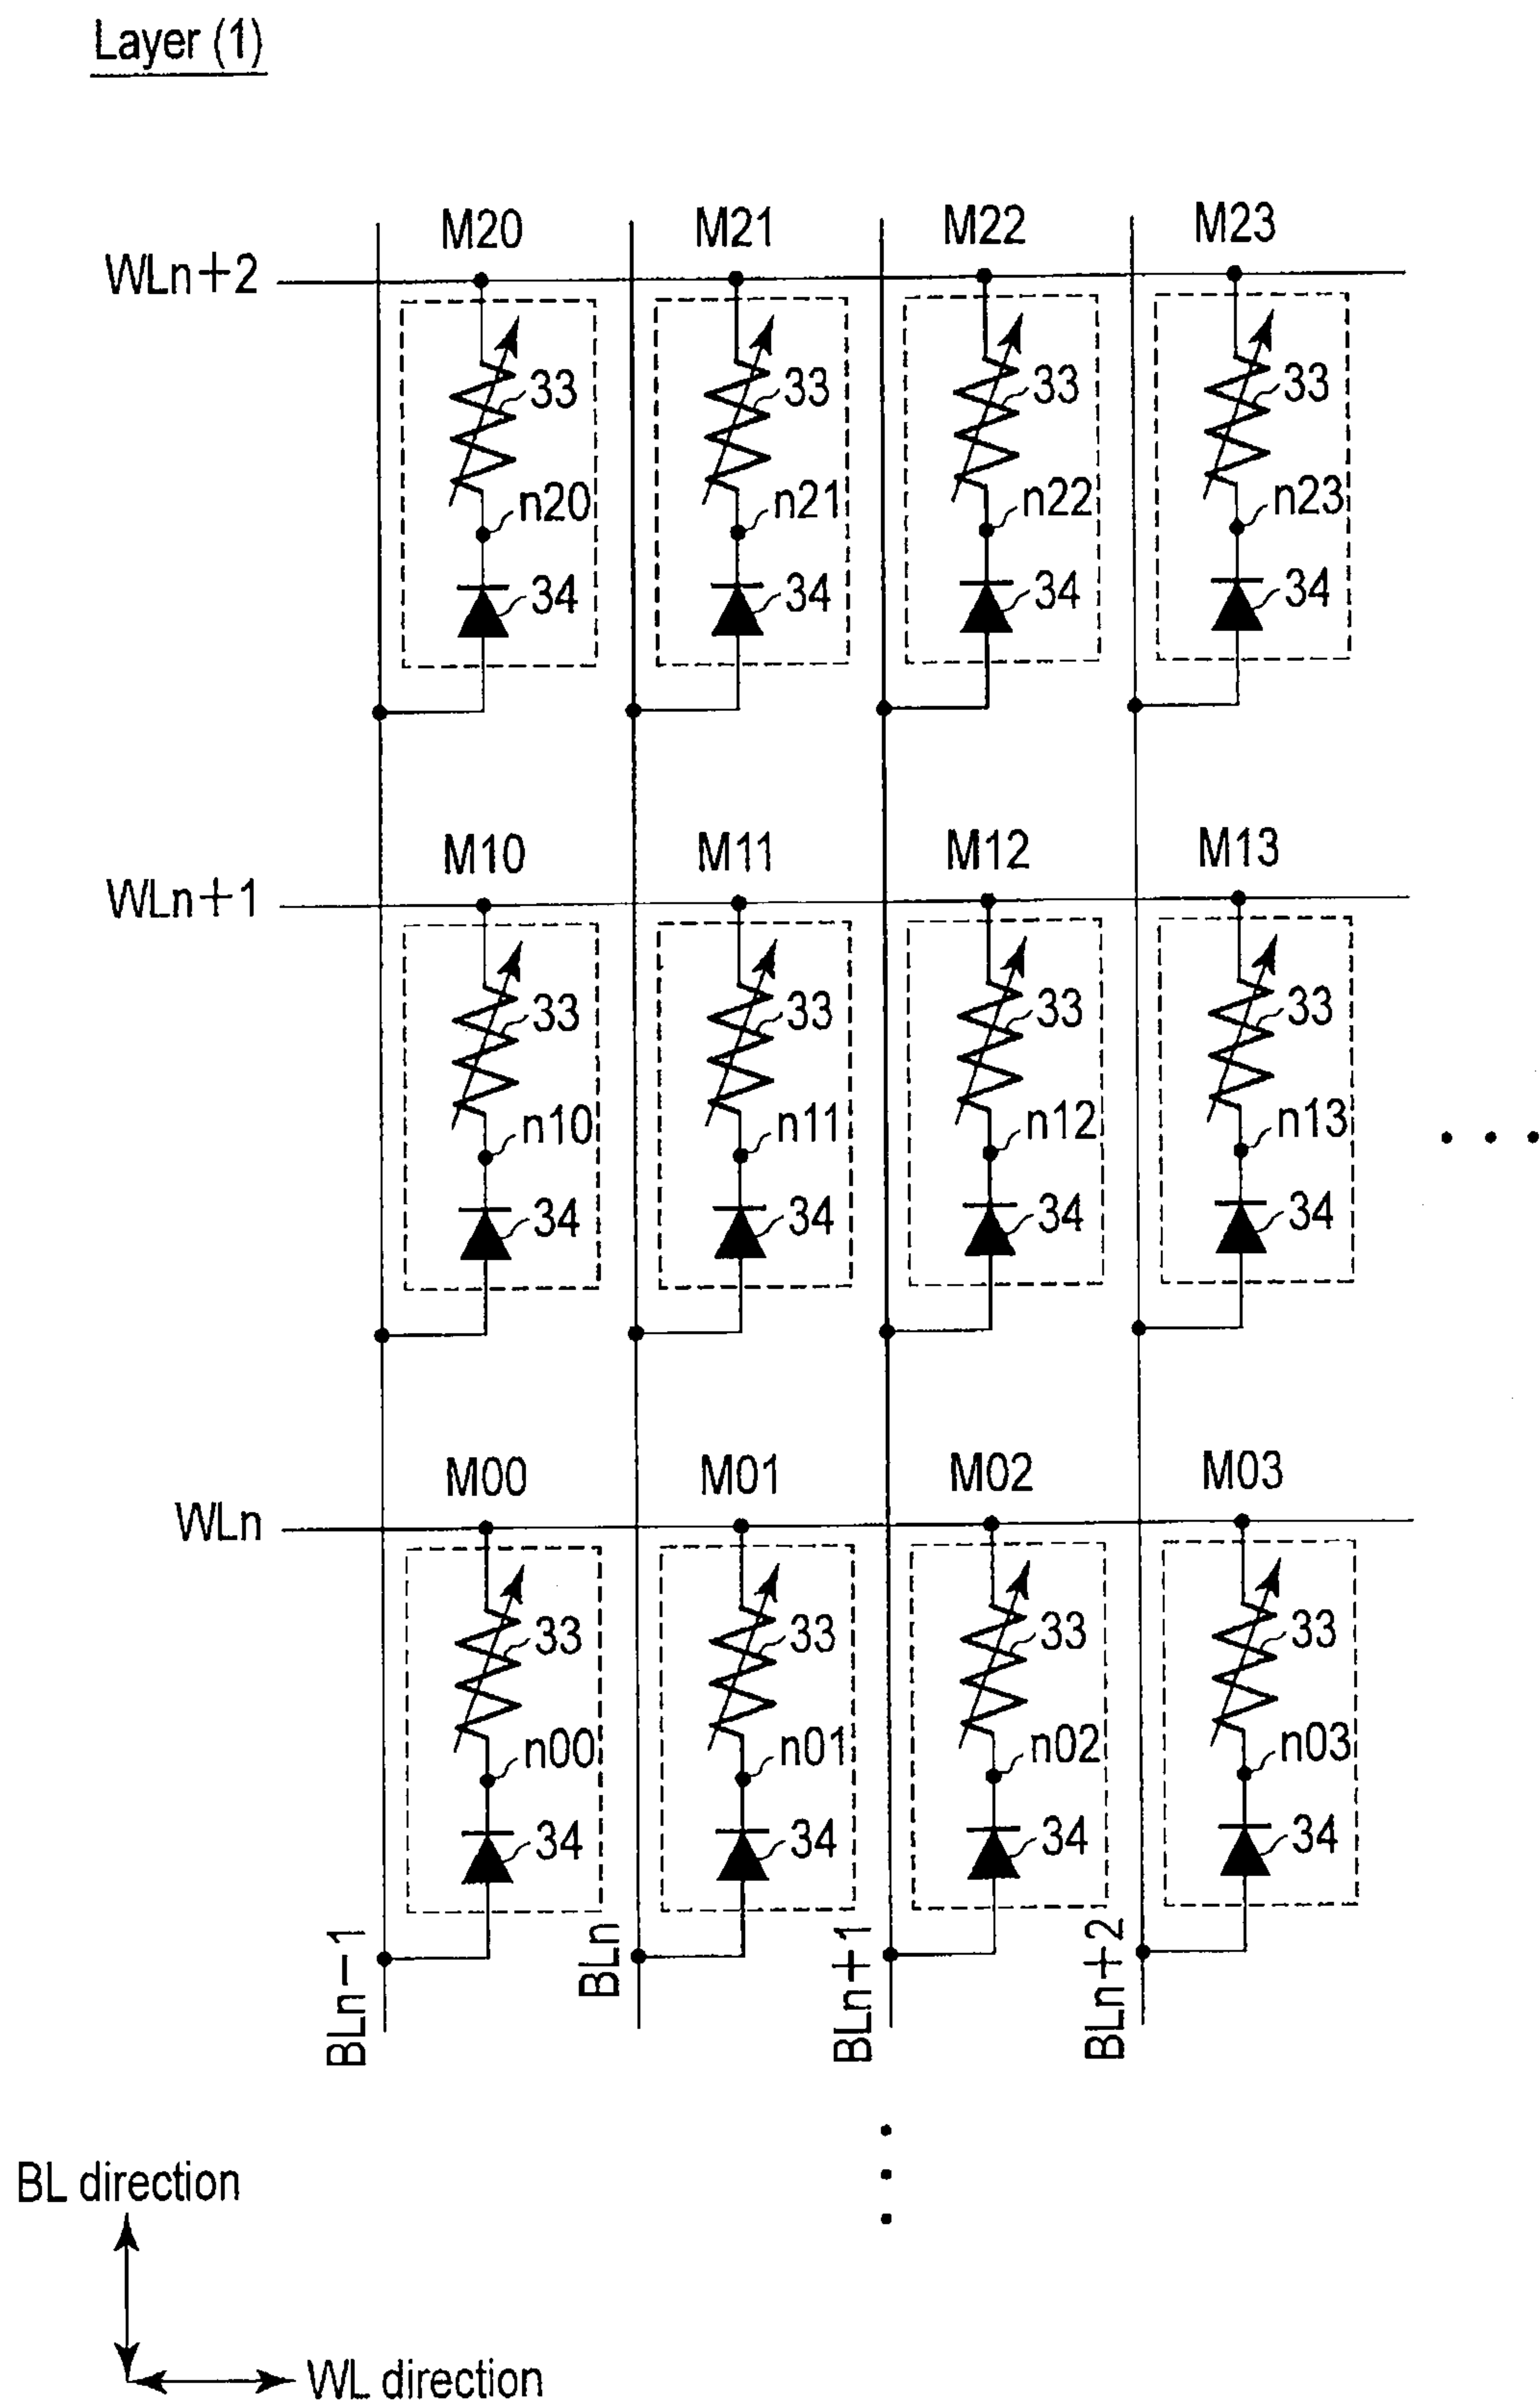 Layer (1)
M20 M21 M22 M23
WLn+2
33 33 33 33
n20 n21 n22 n23
34 34 34 34
M10 M11 M12 M13
WLn+1
33 33 33 33
n10 n11 n12 n13
34 34 34 34
M00 M01 M02 M03
WLn
33 33 33 33
n00 n01 n02 n03
34 34 34 34
BLn−1 BLn BLn+1 BLn+2
BL direction
WL direction